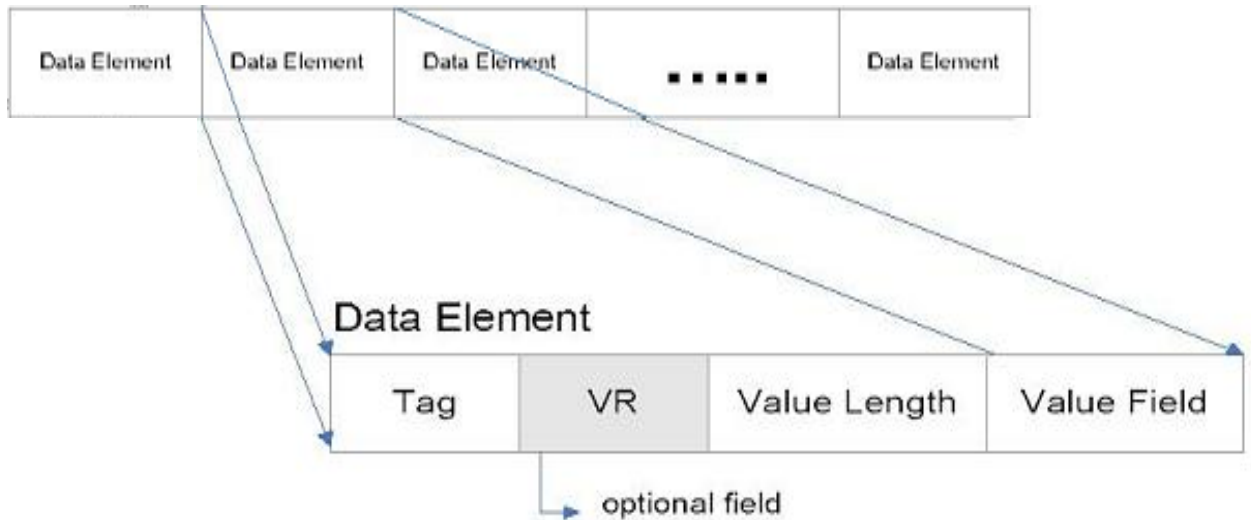 Data Element Data Element Data Element ..... Data Element
Data Element
Tag VR Value Length Value Field
optional field